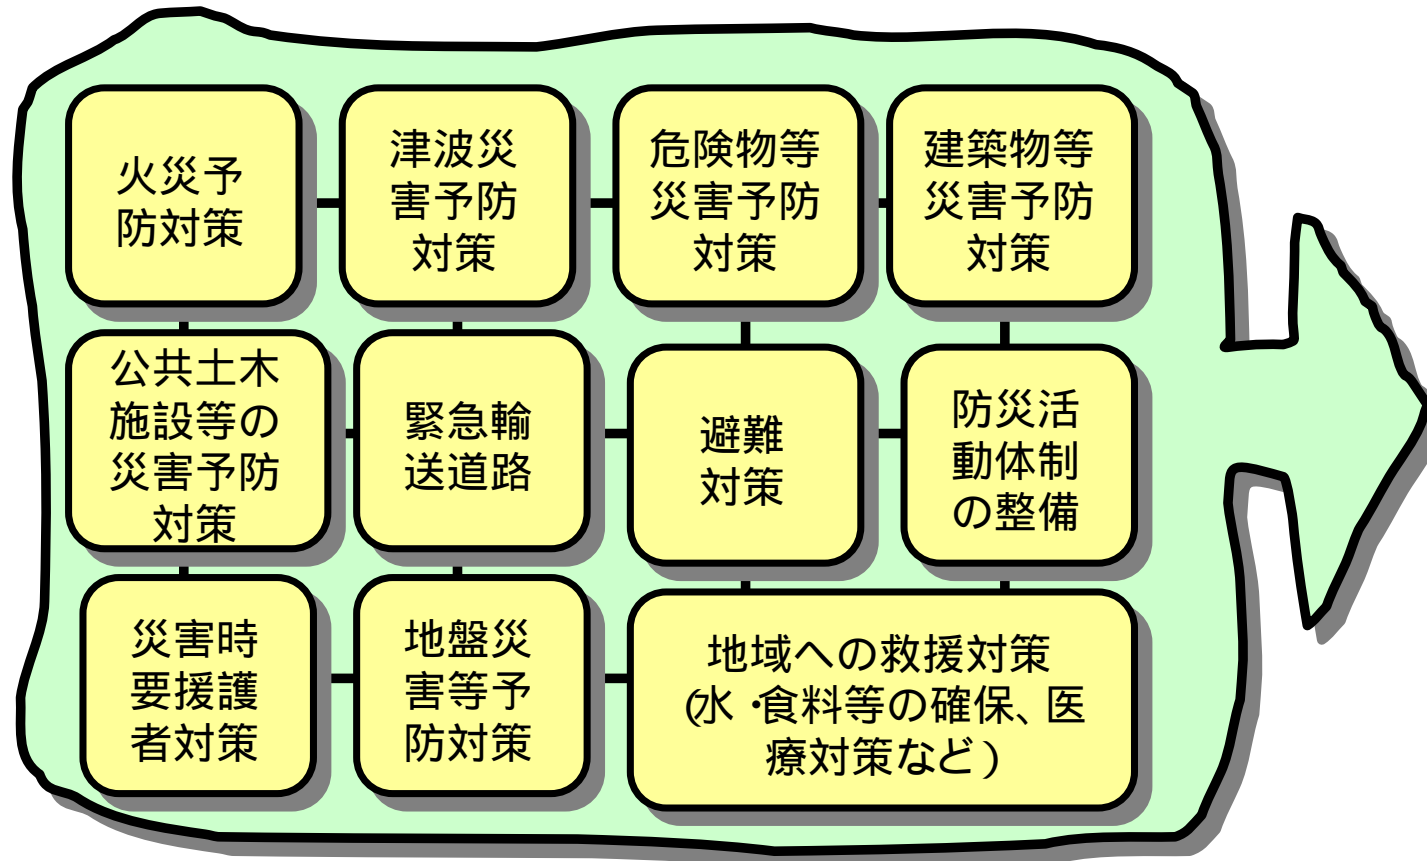 火災予
防対策
津波災
害予防
対策
危険物等
災害予防
対策
建築物等
災害予防
対策
公共土木
施設等の
災害予防
対策
緊急輸
送道路
避難
対策
防災活
動体制
の整備
災害時
要援護
者対策
地盤災
害等予
防対策
地域への救援対策
(水・食料等の確保、医
療対策など)